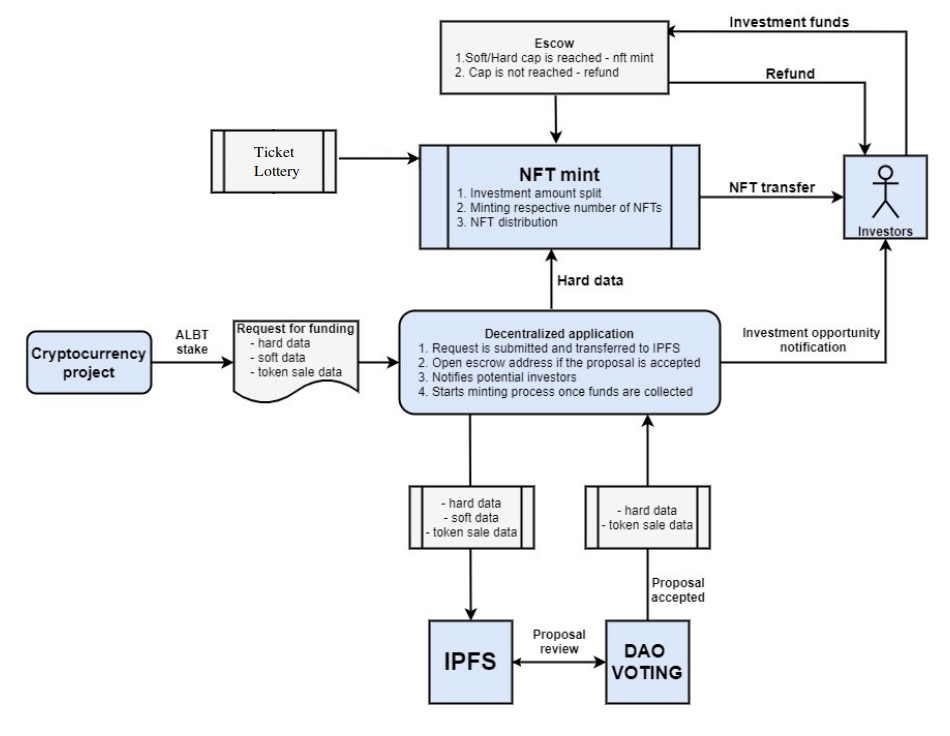 Investment funds
Escow
1.Soft/Hard cap is reached - nft mint
2. Cap is not reached - refund
Refund
Ticket
Lottery
NFT mint
1. Investment amount split
2. Minting respective number of NFTs
3. NFT distribution
NFT transfer
Investors
Hard data
Cryptocurrency
project
ALBT
stake
Request for funding
- hard data
- soft data
- token sale data
Decentralized application
1. Request is submitted and transferred to IPFS
2. Open escrow address if the proposal is accepted
3. Notifies potential investors
4. Starts minting process once funds are collected
Investment opportunity
notification
- hard data
- soft data
- token sale data
- hard data
- token sale data
Proposal
accepted
IPFS
Proposal
review
DAO
VOTING